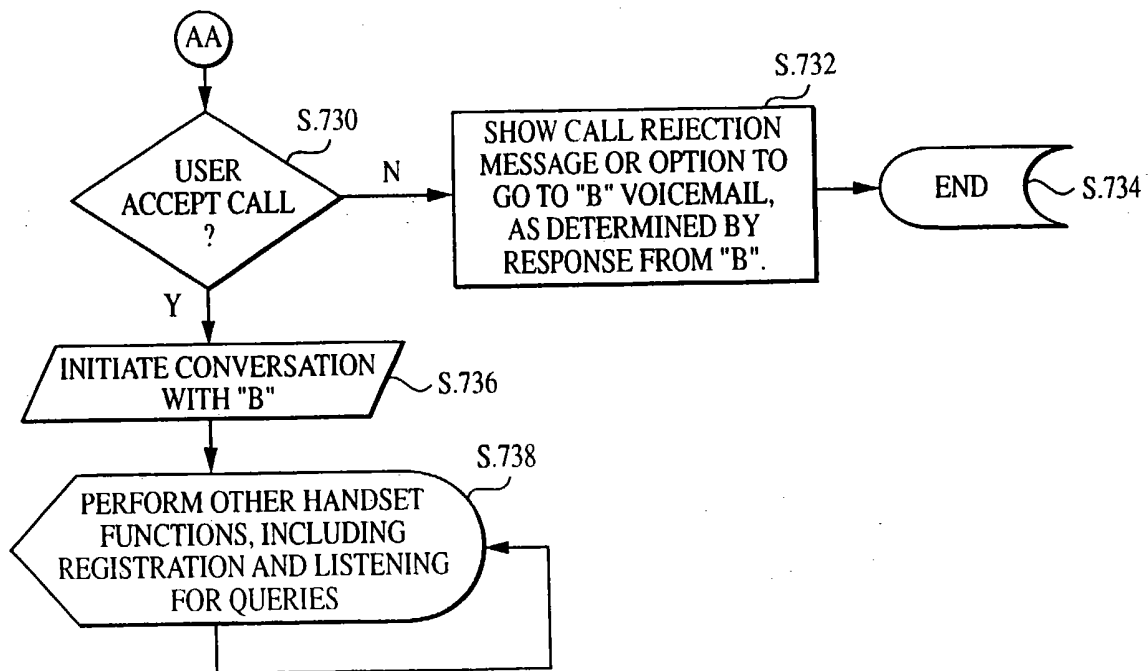 AA
S.730
USER
ACCEPT CALL
?
N
Y
S.732
SHOW CALL REJECTION
MESSAGE OR OPTION TO
GO TO "B" VOICEMAIL,
AS DETERMINED BY
RESPONSE FROM "B".
END
S.734
INITIATE CONVERSATION
WITH "B"
S.736
S.738
PERFORM OTHER HANDSET
FUNCTIONS, INCLUDING
REGISTRATION AND LISTENING
FOR QUERIES